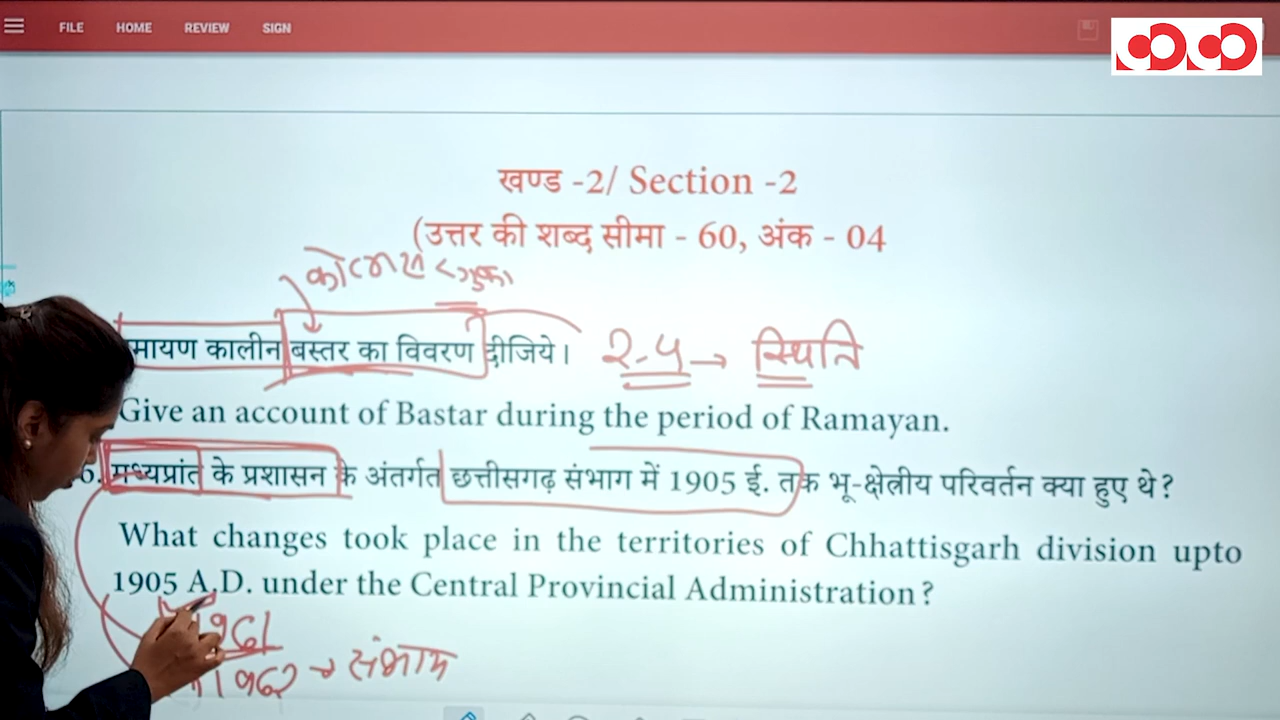 FILE HOME REVIEW SIGN
खण्ड -2/ Section -2
(उत्तर की शब्द सीमा - 60, अंक - 04
मायण कालीन बस्तर का विवरण दीजिये। 2-4 → स्थिति
Give an account of Bastar during the period of Ramayan.
6. मध्यप्रांत के प्रशासन के अंतर्गत छत्तीसगढ़ संभाग में 1905 ई. तक भू-क्षेत्रीय परिवर्तन क्या हुए थे?
What changes took place in the territories of Chhattisgarh division upto
1905 A.D. under the Central Provincial Administration?
संभाग